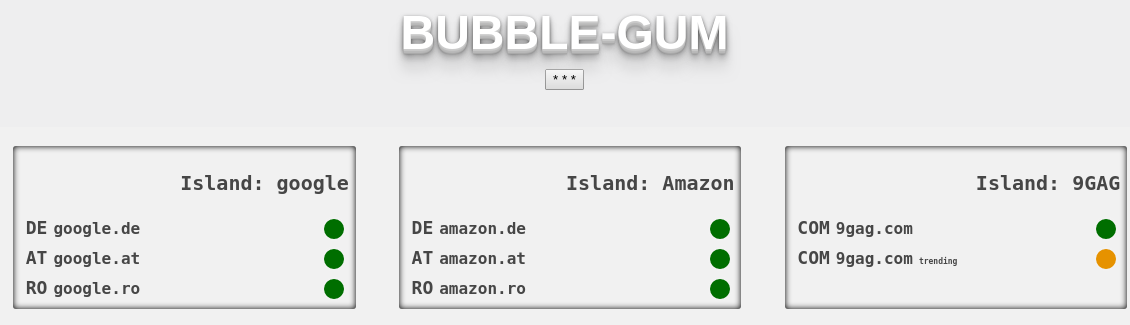 BUBBLE-GUM
***
Island: google
DE google.de
AT google.at
RO google.ro
Island: Amazon
DE amazon.de
AT amazon.at
RO amazon.ro
Island: 9GAG
COM 9gag.com
COM 9gag.com trending